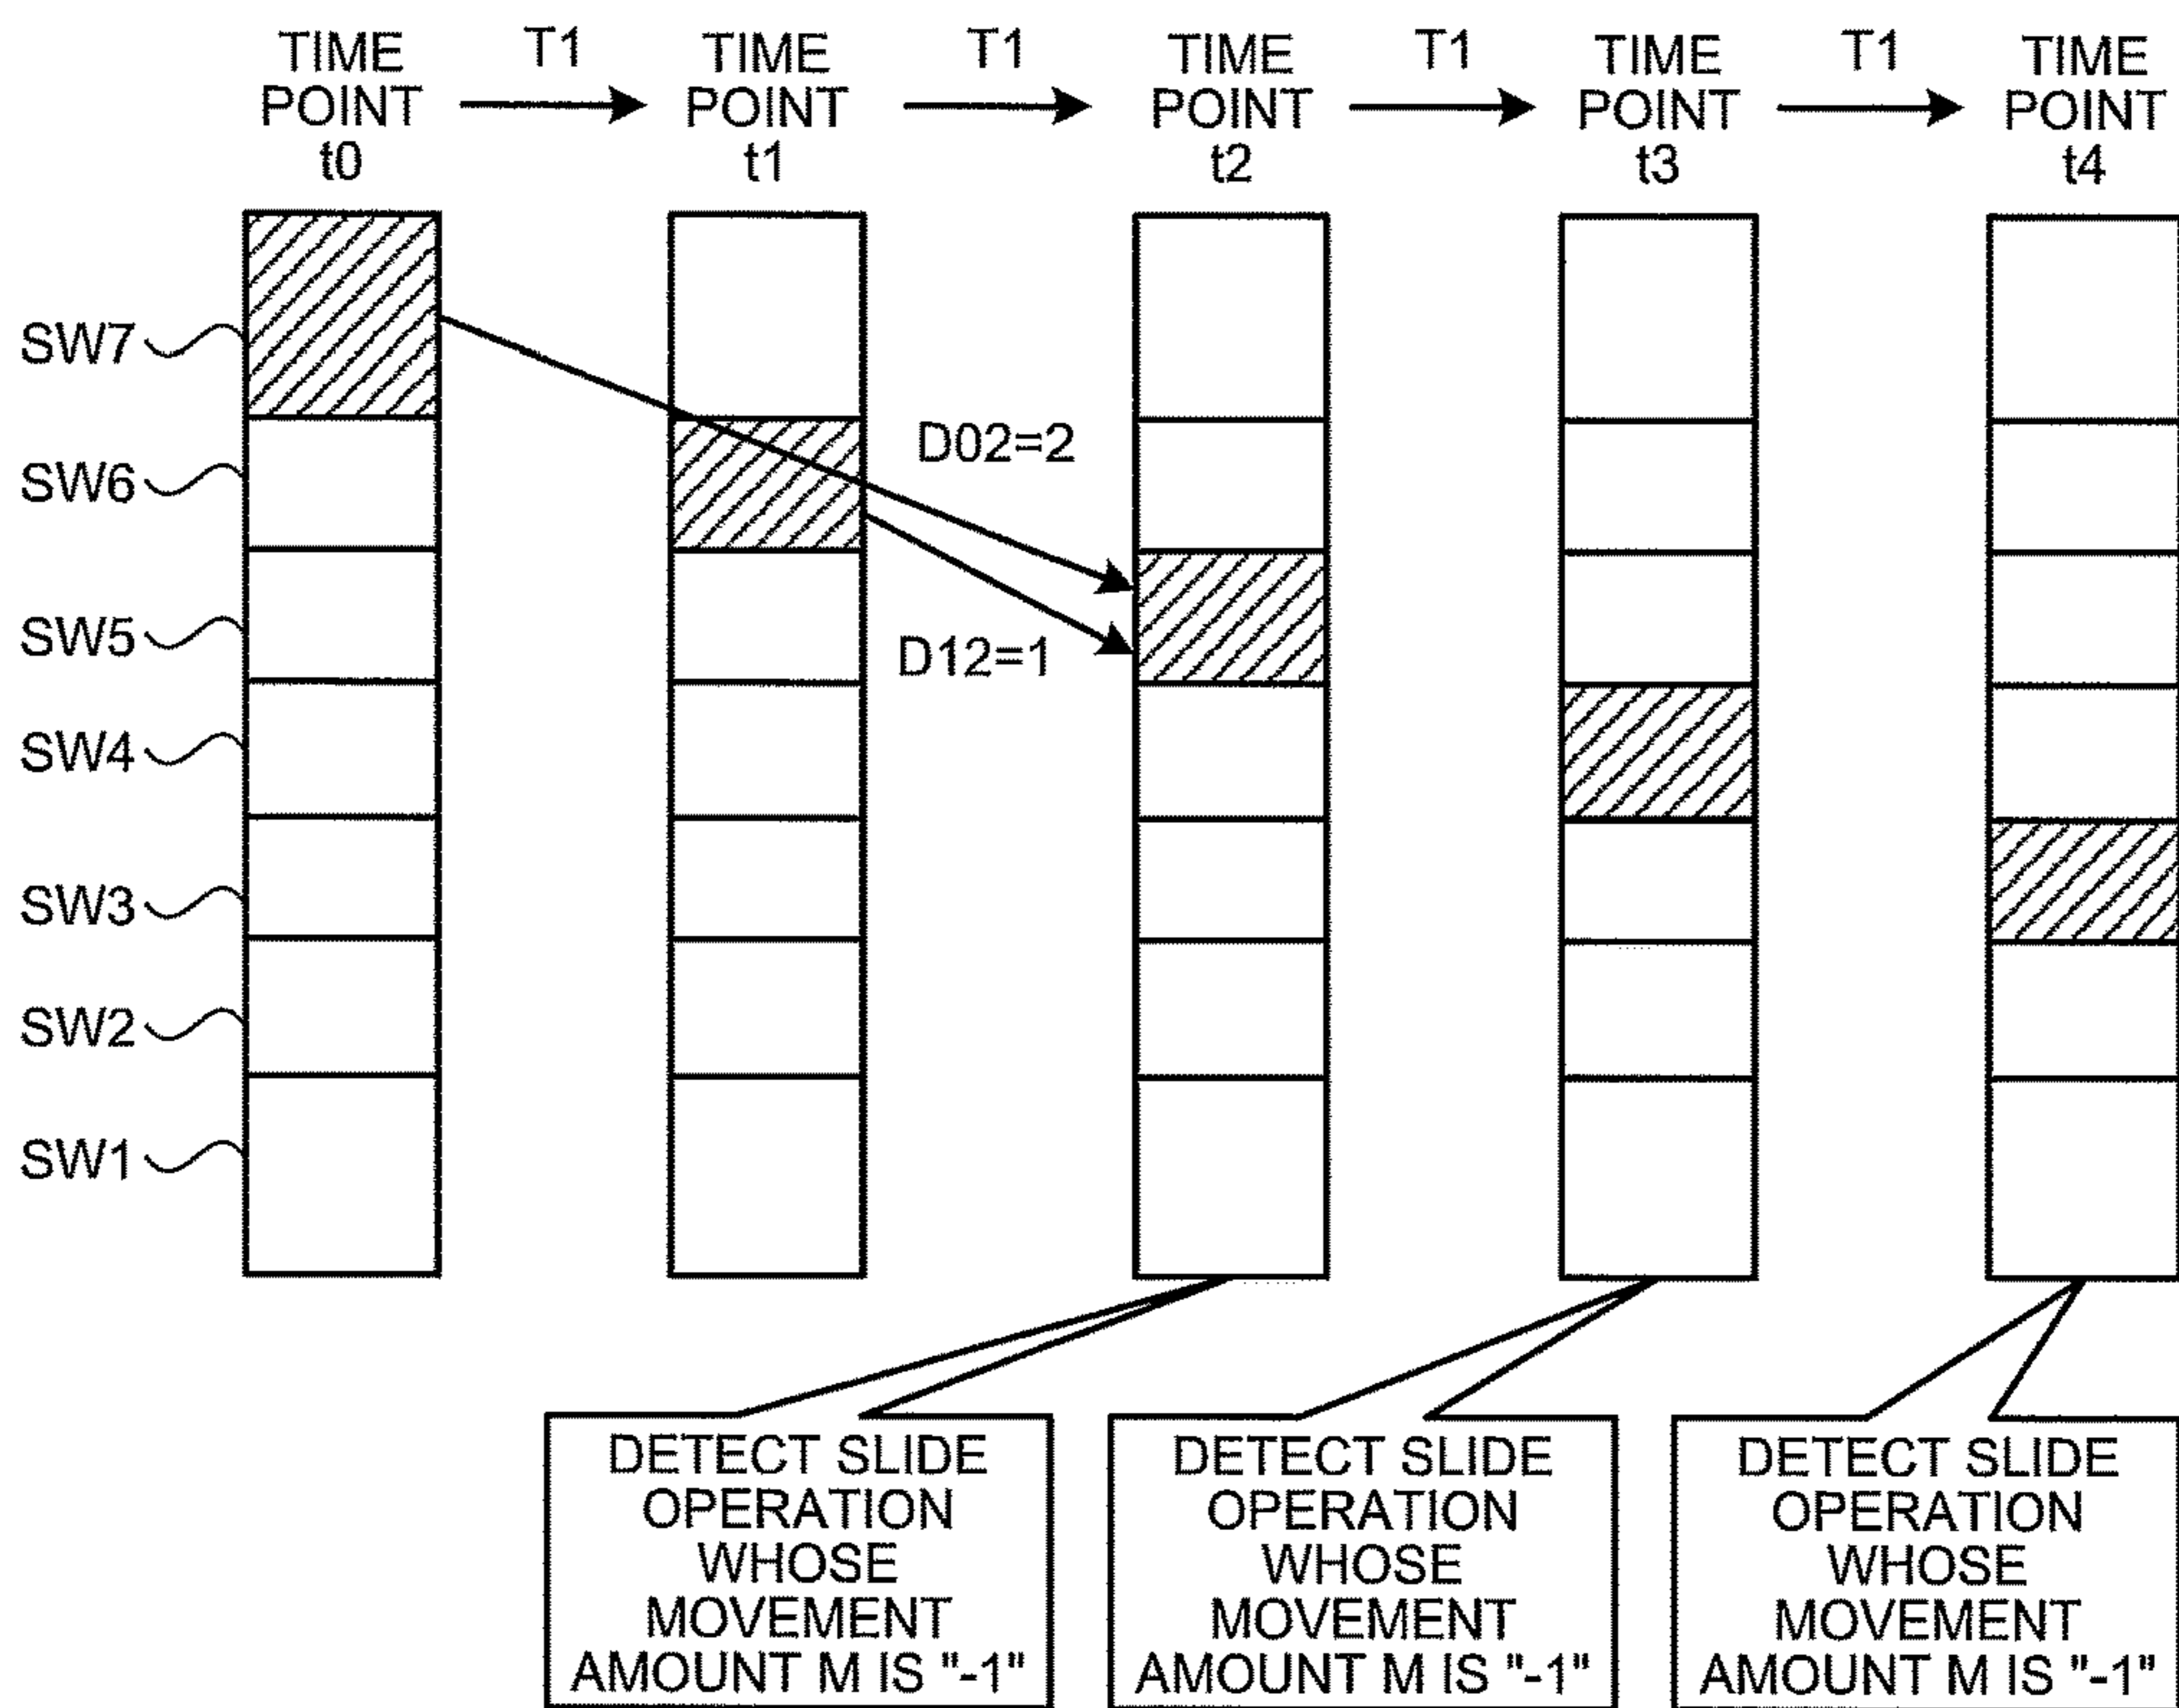 TIME
POINT
t0
T1
TIME
POINT
t1
T1
TIME
POINT
t2
T1
TIME
POINT
t3
T1
TIME
POINT
t4
SW7
SW6
SW5
SW4
SW3
SW2
SW1
D02=2
D12=1
DETECT SLIDE
OPERATION
WHOSE
MOVEMENT
AMOUNT M IS "-1"
DETECT SLIDE
OPERATION
WHOSE
MOVEMENT
AMOUNT M IS "-1"
DETECT SLIDE
OPERATION
WHOSE
MOVEMENT
AMOUNT M IS "-1"